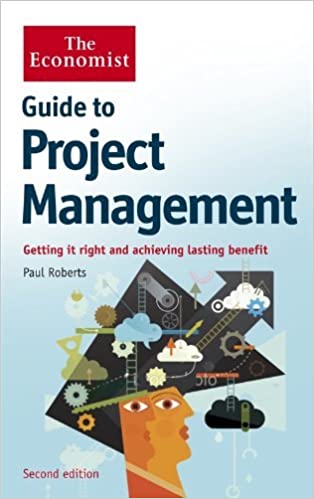 The
Economist
Guide to
Project
Management
Getting it right and achieving lasting benefit
Paul Roberts
Second edition